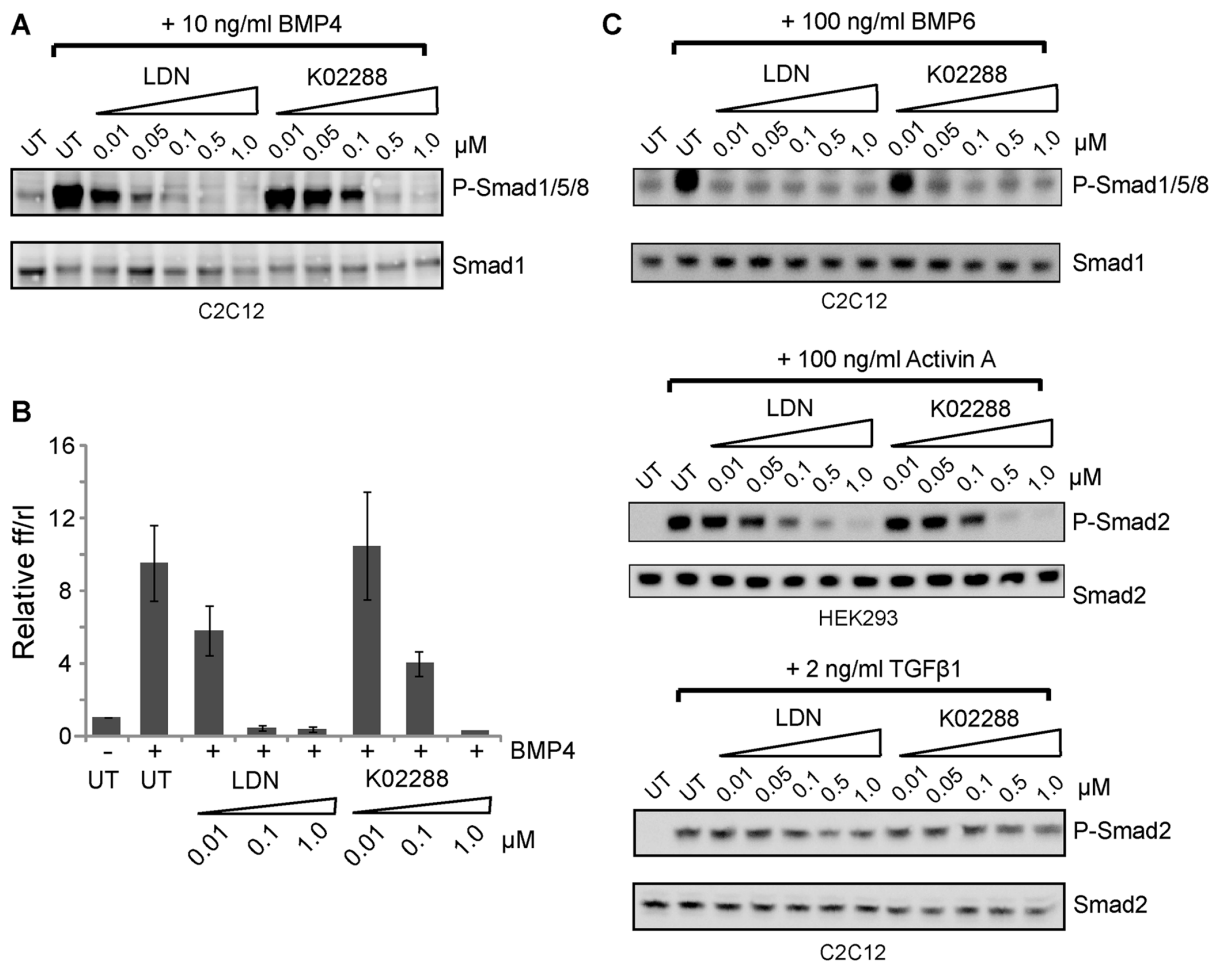 A
+ 10 ng/ml BMP4
LDN K02288
UT UT 0.01 0.05 0.1 0.5 1.0 0.01 0.05 0.1 0.5 1.0 µM
P-Smad1/5/8
Smad1
C2C12
B
Relative ff/rl
16
12
8
4
0
- + + + + + + + BMP4
UT UT LDN K02288
0.01 0.1 1.0 0.01 0.1 1.0 µM
C
+ 100 ng/ml BMP6
LDN K02288
UT UT 0.01 0.05 0.1 0.5 1.0 0.01 0.05 0.1 0.5 1.0 µM
P-Smad1/5/8
Smad1
C2C12
+ 100 ng/ml Activin A
LDN K02288
UT UT 0.01 0.05 0.1 0.5 1.0 0.01 0.05 0.1 0.5 1.0 µM
P-Smad2
Smad2
HEK293
+ 2 ng/ml TGFβ1
LDN K02288
UT UT 0.01 0.05 0.1 0.5 1.0 0.01 0.05 0.1 0.5 1.0 µM
P-Smad2
Smad2
C2C12